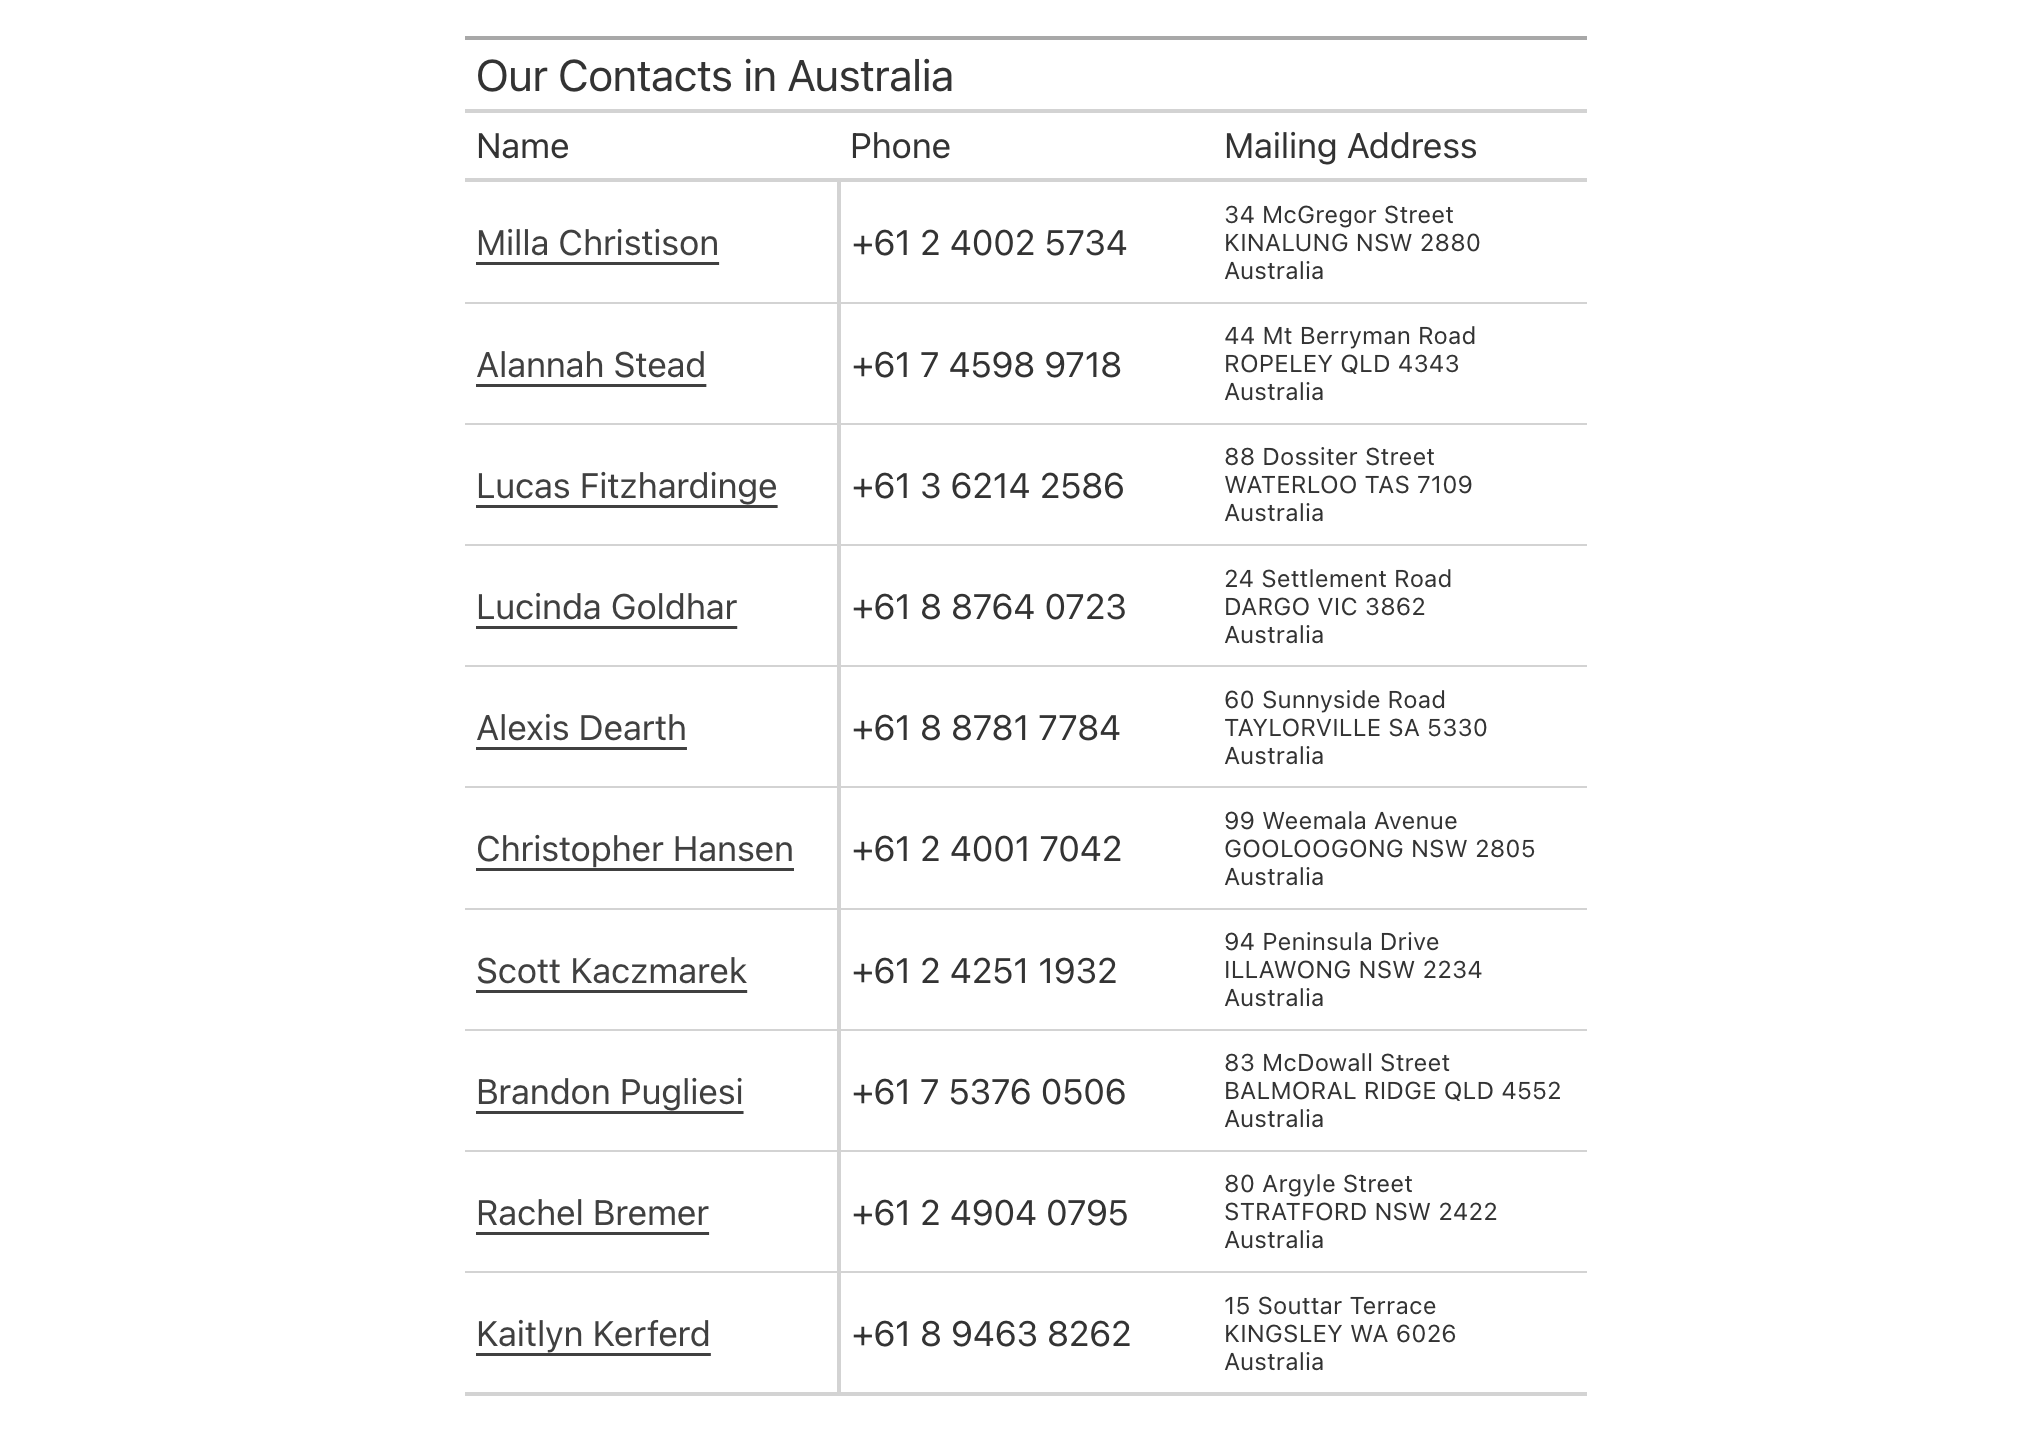 Our Contacts in Australia
Name Phone Mailing Address
Milla Christison +61 2 4002 5734 34 McGregor Street
KINALUNG NSW 2880
Australia
Alannah Stead +61 7 4598 9718 44 Mt Berryman Road
ROPELEY QLD 4343
Australia
Lucas Fitzhardinge +61 3 6214 2586 88 Dossiter Street
WATERLOO TAS 7109
Australia
Lucinda Goldhar +61 8 8764 0723 24 Settlement Road
DARGO VIC 3862
Australia
Alexis Dearth +61 8 8781 7784 60 Sunnyside Road
TAYLORVILLE SA 5330
Australia
Christopher Hansen +61 2 4001 7042 99 Weemala Avenue
GOOLOOGONG NSW 2805
Australia
Scott Kaczmarek +61 2 4251 1932 94 Peninsula Drive
ILLAWONG NSW 2234
Australia
Brandon Pugliesi +61 7 5376 0506 83 McDowall Street
BALMORAL RIDGE QLD 4552
Australia
Rachel Bremer +61 2 4904 0795 80 Argyle Street
STRATFORD NSW 2422
Australia
Kaitlyn Kerferd +61 8 9463 8262 15 Souttar Terrace
KINGSLEY WA 6026
Australia